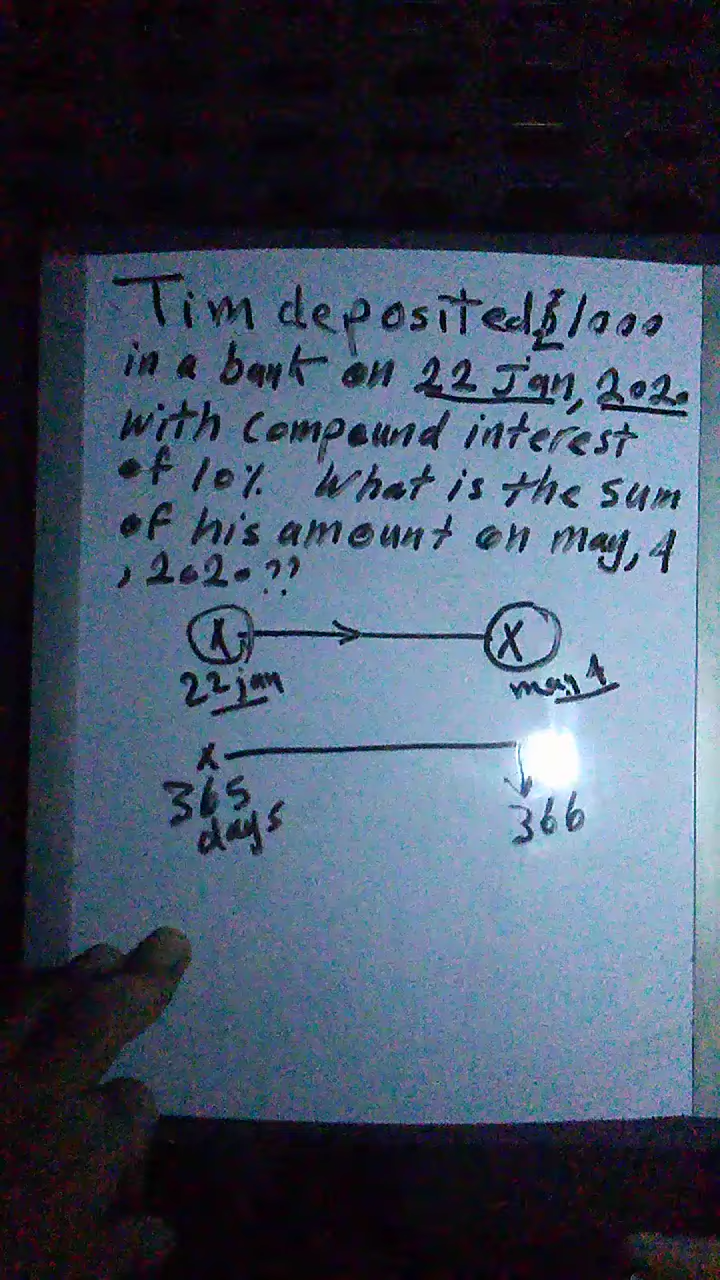 Tim deposited $1000
in a bank on 22 Jan, 2020
with compound interest
of 10% What is the sum
of his amount on may, 4
, 2020??
X X
22 jan may 4
X
365 366
days